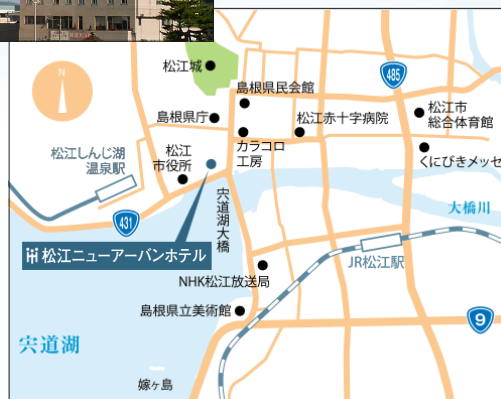 N
松江城
485
島根県民会館
島根県庁
松江赤十字病院
松江市
総合体育館
カラコロ
工房
松江しんじ湖
温泉駅
松江
市役所
くにびきメッセ
大橋川
宍道湖大橋
431
松江ニューアーバンホテル
JR松江駅
NHK松江放送局
島根県立美術館
9
宍道湖
嫁ヶ島